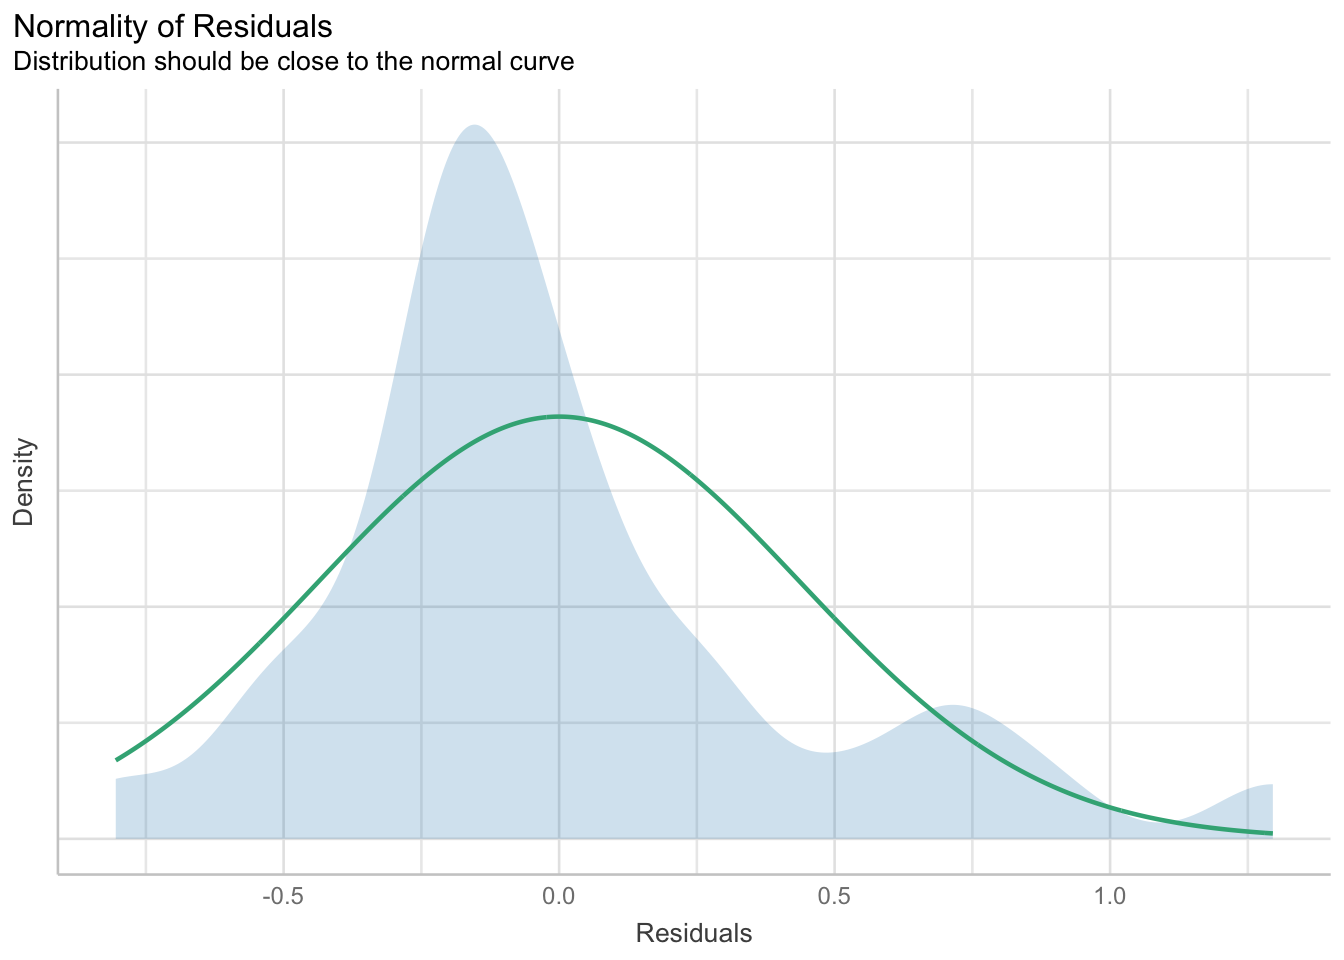 Normality of Residuals
Distribution should be close to the normal curve
Density
-0.5
0.0
0.5
1.0
Residuals